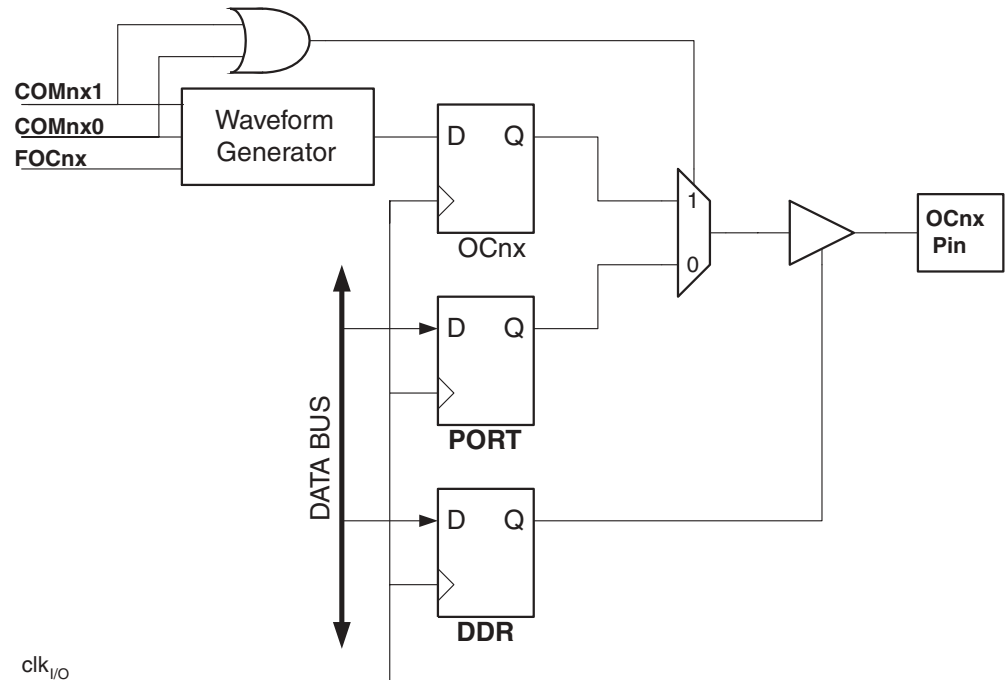 COMnx1
COMnx0
FOCnx
Waveform
Generator
D Q
OCnx
1
0
OCnx
Pin
D Q
PORT
DATA BUS
D Q
DDR
clkI/O